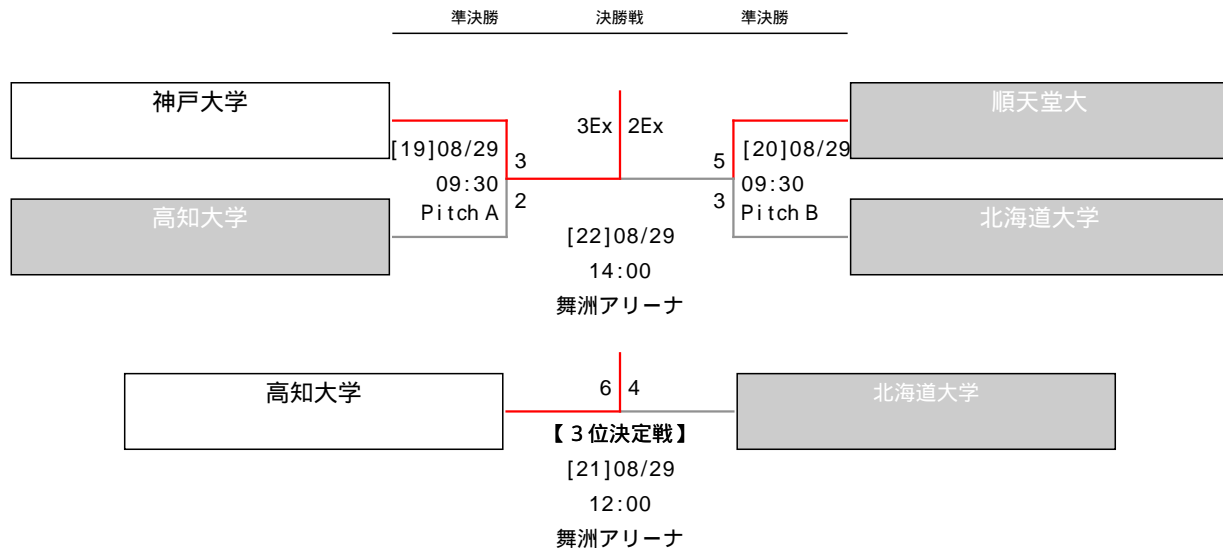 準決勝 決勝戦 準決勝
神戸大学
順天堂大
3Ex 2Ex
[19]08/29
3
5
[20]08/29
09:30
2
3
09:30
Pitch A
Pitch B
高知大学
北海道大学
[22]08/29
14:00
舞洲アリーナ
高知大学
6 4
北海道大学
【３位決定戦】
[21]08/29
12:00
舞洲アリーナ